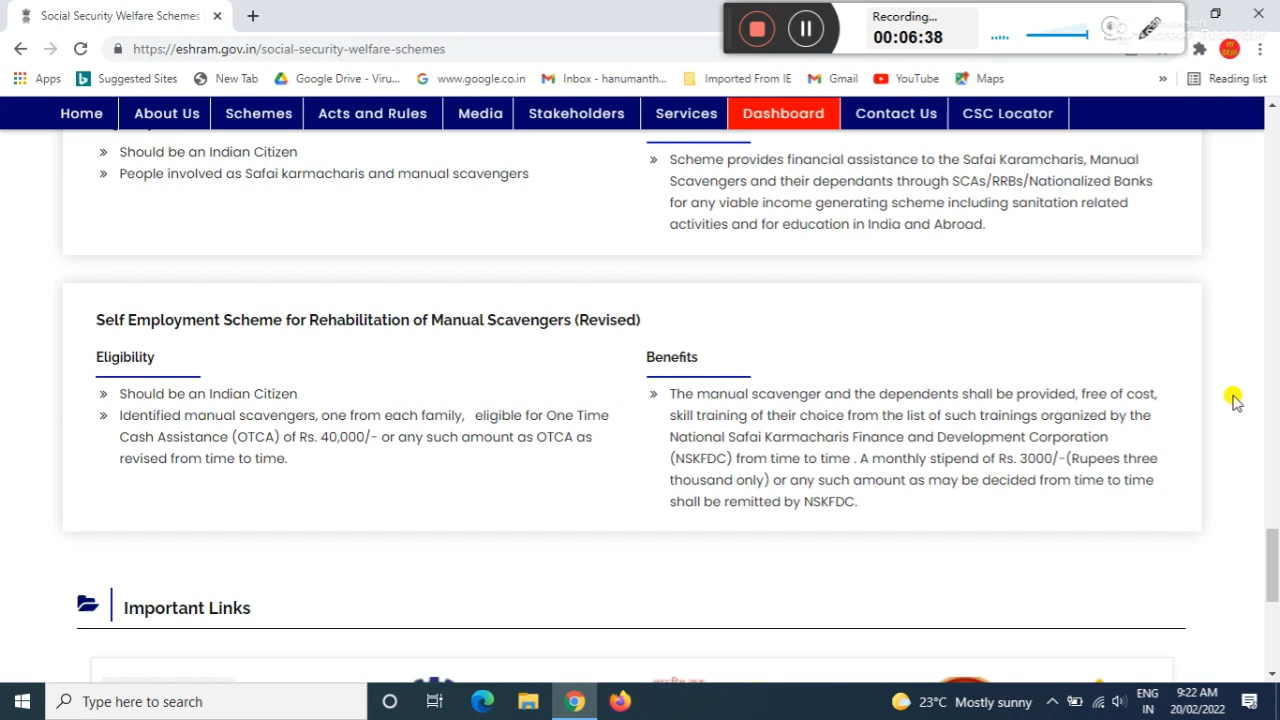 Social Security Welfare Schemes
Recording...
00:06:38
https://eshram.gov.in/social-security-welfare-schemes
Apps
Suggested Sites
New Tab
Google Drive - Viru...
www.google.co.in
Inbox - hanumanth...
Imported From IE
Gmail
YouTube
Maps
»
Reading list
Home
About Us
Schemes
Acts and Rules
Media
Stakeholders
Services
Dashboard
Contact Us
CSC Locator
Should be an Indian Citizen
People involved as Safai karmacharis and manual scavengers
Scheme provides financial assistance to the Safai Karamcharis, Manual
Scavengers and their dependants through SCAs/RRBs/Nationalized Banks
for any viable income generating scheme including sanitation related
activities and for education in India and Abroad.
Self Employment Scheme for Rehabilitation of Manual Scavengers (Revised)
Eligibility
Should be an Indian Citizen
Identified manual scavengers, one from each family, eligible for One Time
Cash Assistance (OTCA) of Rs. 40,000/- or any such amount as OTCA as
revised from time to time.
Benefits
The manual scavenger and the dependents shall be provided, free of cost,
skill training of their choice from the list of such trainings organized by the
National Safai Karmacharis Finance and Development Corporation
(NSKFDC) from time to time . A monthly stipend of Rs. 3000/-(Rupees three
thousand only) or any such amount as may be decided from time to time
shall be remitted by NSKFDC.
Important Links
Type here to search
23°C Mostly sunny
ENG
IN
9:22 AM
20/02/2022